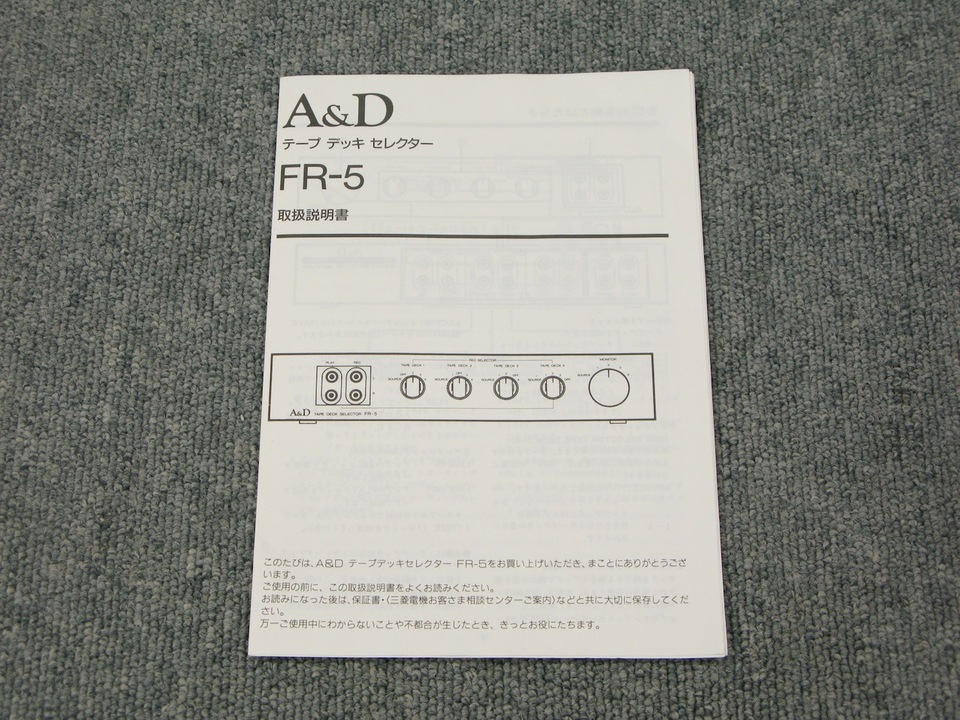 A&D
テープ デッキ セレクター
FR-5
取扱説明書
PLAY REC
REC SELECTOR
TAPE DECK 1 TAPE DECK 2 TAPE DECK 3 TAPE DECK 4
MONITOR
OFF OFF OFF OFF
SOURCE SOURCE SOURCE SOURCE SOURCE
A&D TAPE DECK SELECTOR FR-5
このたびは、A&D テープデッキセレクター FR-5をお買い上げいただき、まことにありがとうござ
います。
ご使用の前に、この取扱説明書をよくお読みください。
お読みになった後は、保証書・〈三菱電機お客さま相談センターご案内〉などと共に大切に保存してくだ
さい。
万一ご使用中にわからないことや不都合が生じたとき、きっとお役にたちます。